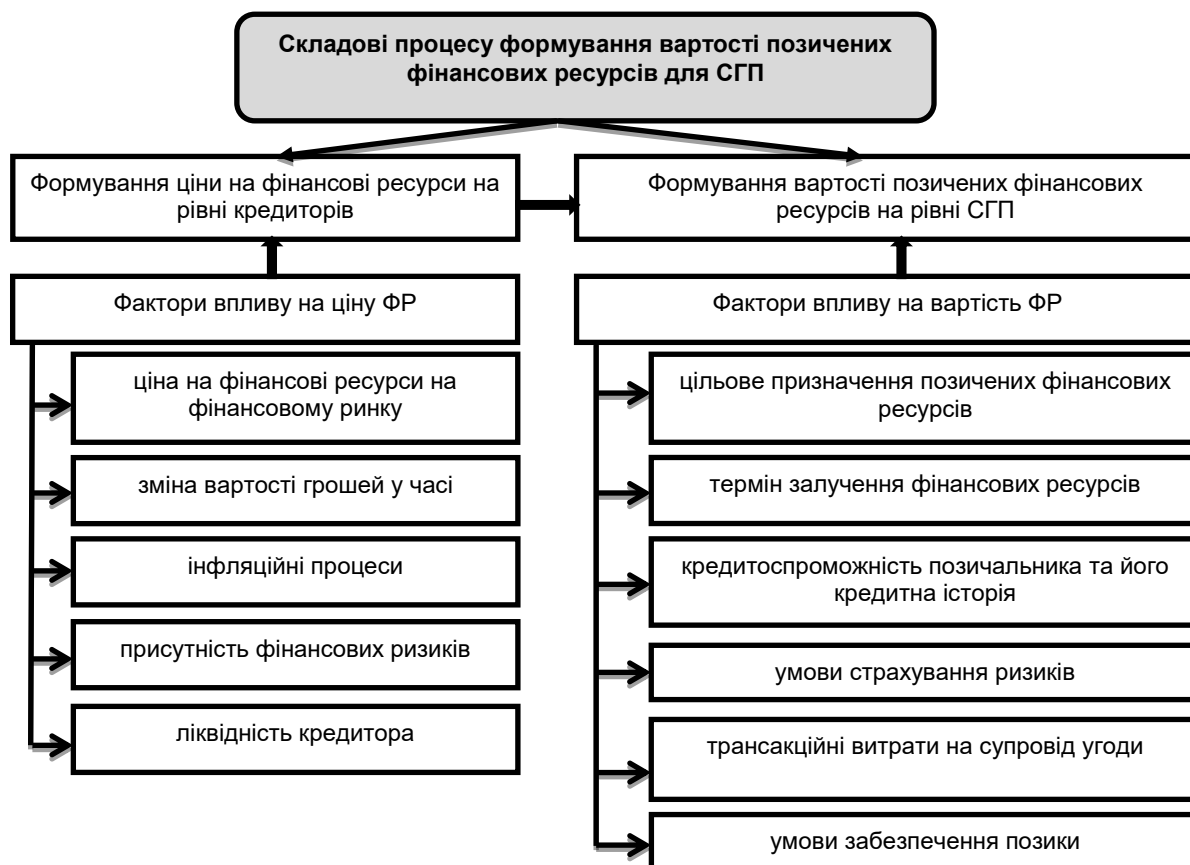 Складові процесу формування вартості позичених
фінансових ресурсів для СГП
Формування ціни на фінансові ресурси на
рівні кредиторів
Формування вартості позичених фінансових
ресурсів на рівні СГП
Фактори впливу на ціну ФР
ціна на фінансові ресурси на
фінансовому ринку
зміна вартості грошей у часі
інфляційні процеси
присутність фінансових ризиків
ліквідність кредитора
Фактори впливу на вартість ФР
цільове призначення позичених фінансових
ресурсів
термін залучення фінансових ресурсів
кредитоспроможність позичальника та його
кредитна історія
умови страхування ризиків
трансакційні витрати на супровід угоди
умови забезпечення позики